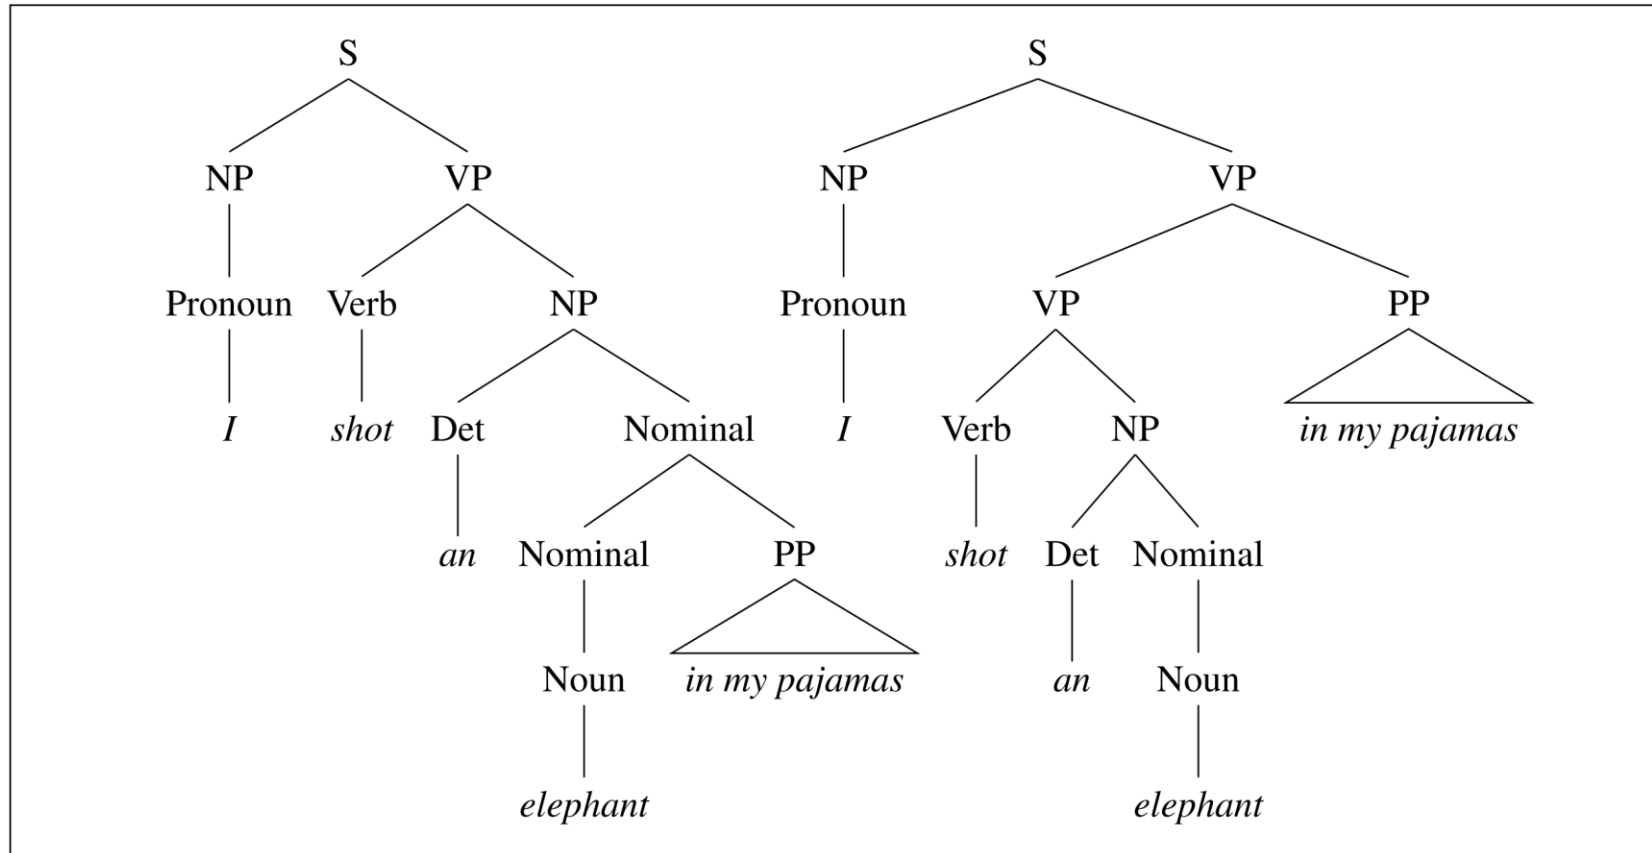 S S
NP VP NP VP
Pronoun Verb NP Pronoun VP PP
I shot Det Nominal I Verb NP in my pajamas
an Nominal PP shot Det Nominal
Noun in my pajamas an Noun
elephant elephant